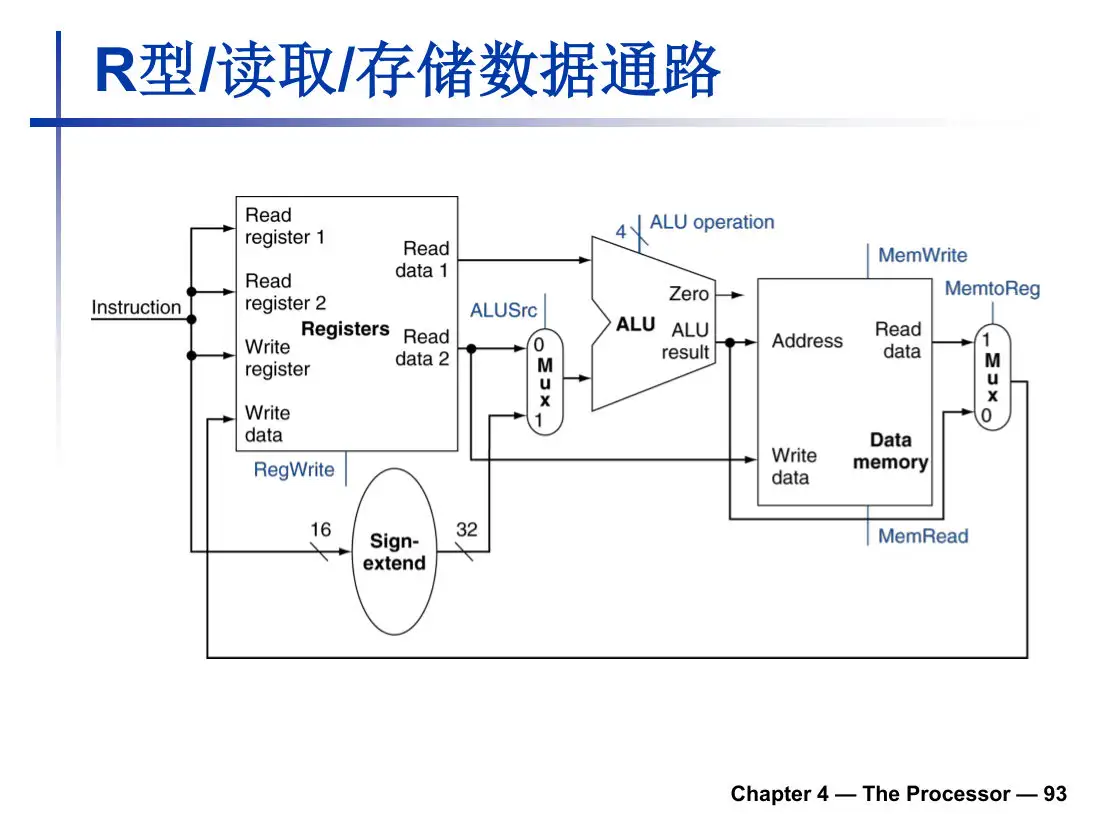 R型/读取/存储数据通路
Instruction
Read
register 1
Read
register 2
Write
register
Write
data
Registers
Read
data 1
Read
data 2
RegWrite
16
Sign-
extend
32
ALUSrc
0
M
u
x
1
4
ALU operation
ALU
Zero
ALU
result
MemWrite
Address
Read
data
Write
data
Data
memory
MemRead
MemtoReg
1
M
u
x
0
Chapter 4 — The Processor — 93